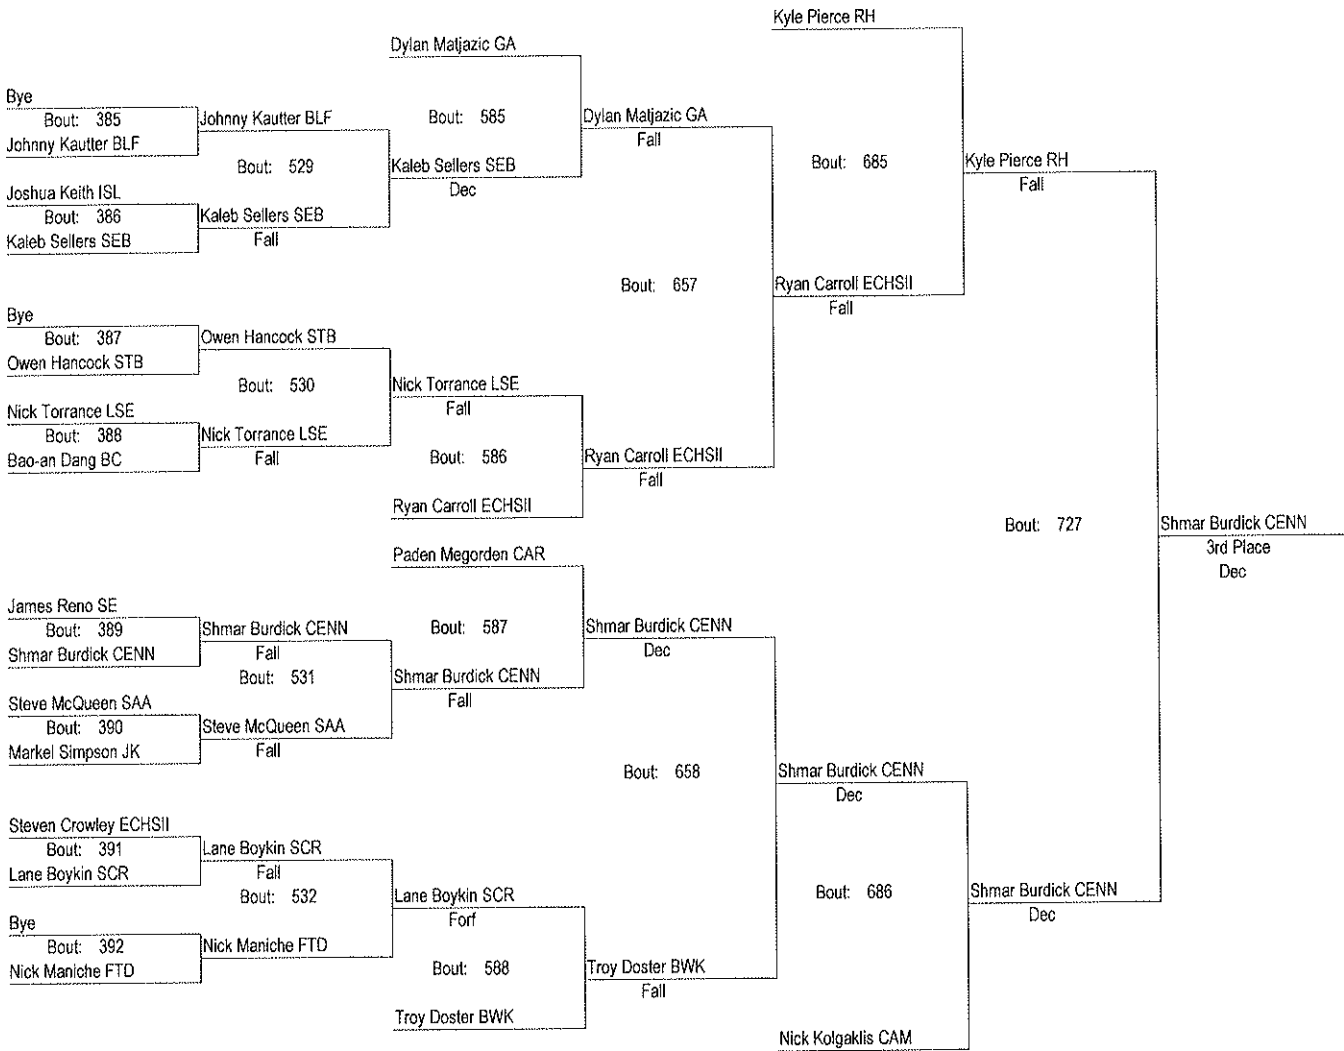 Kyle Pierce RH
Dylan Matjazic GA
Bye
Bout: 385
Johnny Kautter BLF
Johnny Kautter BLF
Bout: 585
Dylan Matjazic GA
Fall
Bout: 529
Kaleb Sellers SEB
Dec
Bout: 685
Kyle Pierce RH
Fall
Joshua Keith ISL
Bout: 386
Kaleb Sellers SEB
Kaleb Sellers SEB
Fall
Bout: 657
Ryan Carroll ECHSII
Fall
Bye
Bout: 387
Owen Hancock STB
Owen Hancock STB
Bout: 530
Nick Torrance LSE
Fall
Nick Torrance LSE
Bout: 388
Bao-an Dang BC
Nick Torrance LSE
Fall
Bout: 586
Ryan Carroll ECHSII
Fall
Ryan Carroll ECHSII
Bout: 727
Shmar Burdick CENN
3rd Place
Dec
Paden Megorden CAR
James Reno SE
Bout: 389
Shmar Burdick CENN
Shmar Burdick CENN
Fall
Bout: 587
Shmar Burdick CENN
Dec
Bout: 531
Shmar Burdick CENN
Fall
Steve McQueen SAA
Bout: 390
Markel Simpson JK
Steve McQueen SAA
Fall
Bout: 658
Shmar Burdick CENN
Dec
Steven Crowley ECHSII
Bout: 391
Lane Boykin SCR
Lane Boykin SCR
Fall
Bout: 532
Lane Boykin SCR
Forf
Bout: 686
Shmar Burdick CENN
Dec
Bye
Bout: 392
Nick Maniche FTD
Nick Maniche FTD
Bout: 588
Troy Doster BWK
Fall
Troy Doster BWK
Nick Kolgaklis CAM